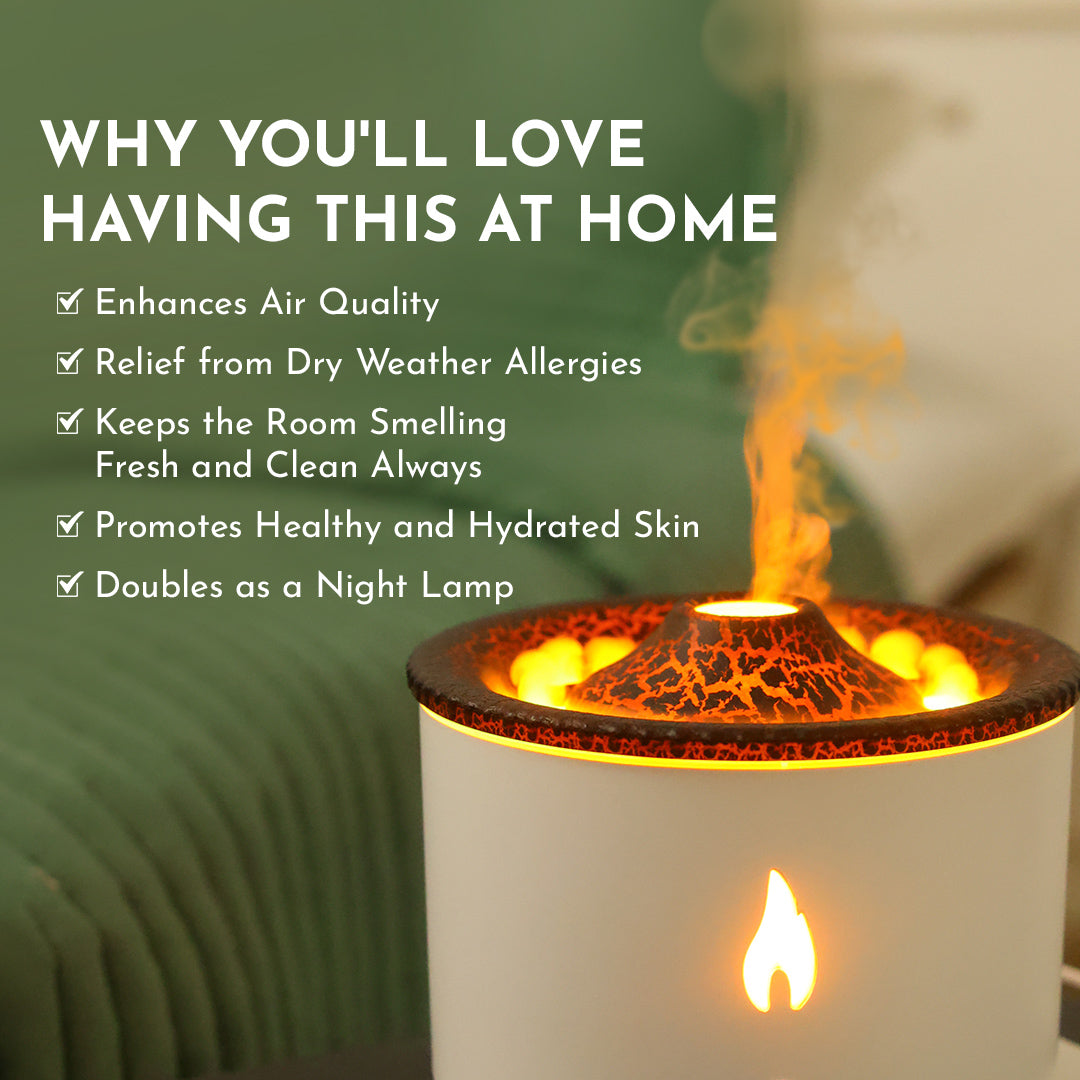 WHY YOU'LL LOVE
HAVING THIS AT HOME
Enhances Air Quality
Relief from Dry Weather Allergies
Keeps the Room Smelling
Fresh and Clean Always
Promotes Healthy and Hydrated Skin
Doubles as a Night Lamp